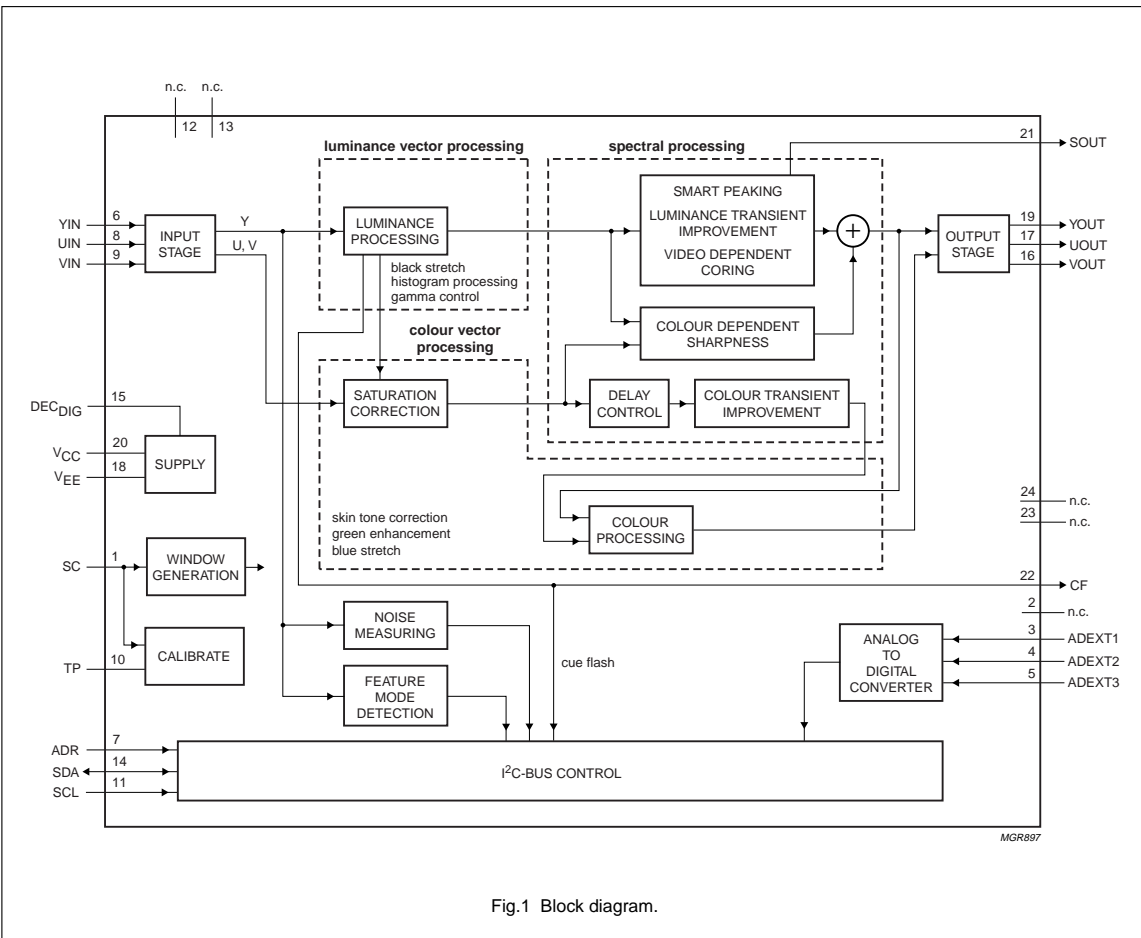 n.c. n.c.
12 13
21
SOUT
luminance vector processing
spectral processing
SMART PEAKING
LUMINANCE TRANSIENT
IMPROVEMENT
VIDEO DEPENDENT
CORING
YIN 6
UIN 8
VIN 9
INPUT
STAGE
Y
U, V
LUMINANCE
PROCESSING
+
OUTPUT
STAGE
19 YOUT
17 UOUT
16 VOUT
black stretch
histogram processing
gamma control
colour vector
processing
COLOUR DEPENDENT
SHARPNESS
SATURATION
CORRECTION
DELAY
CONTROL
COLOUR TRANSIENT
IMPROVEMENT
DECDIG 15
VCC 20
VEE 18
SUPPLY
24 n.c.
23 n.c.
skin tone correction
green enhancement
blue stretch
COLOUR
PROCESSING
SC 1
WINDOW
GENERATION
22 CF
2 n.c.
NOISE
MEASURING
TP 10
CALIBRATE
cue flash
ANALOG
TO
DIGITAL
CONVERTER
3 ADEXT1
4 ADEXT2
5 ADEXT3
FEATURE
MODE
DETECTION
ADR 7
SDA 14
SCL 11
I²C-BUS CONTROL
MGR897
Fig.1 Block diagram.